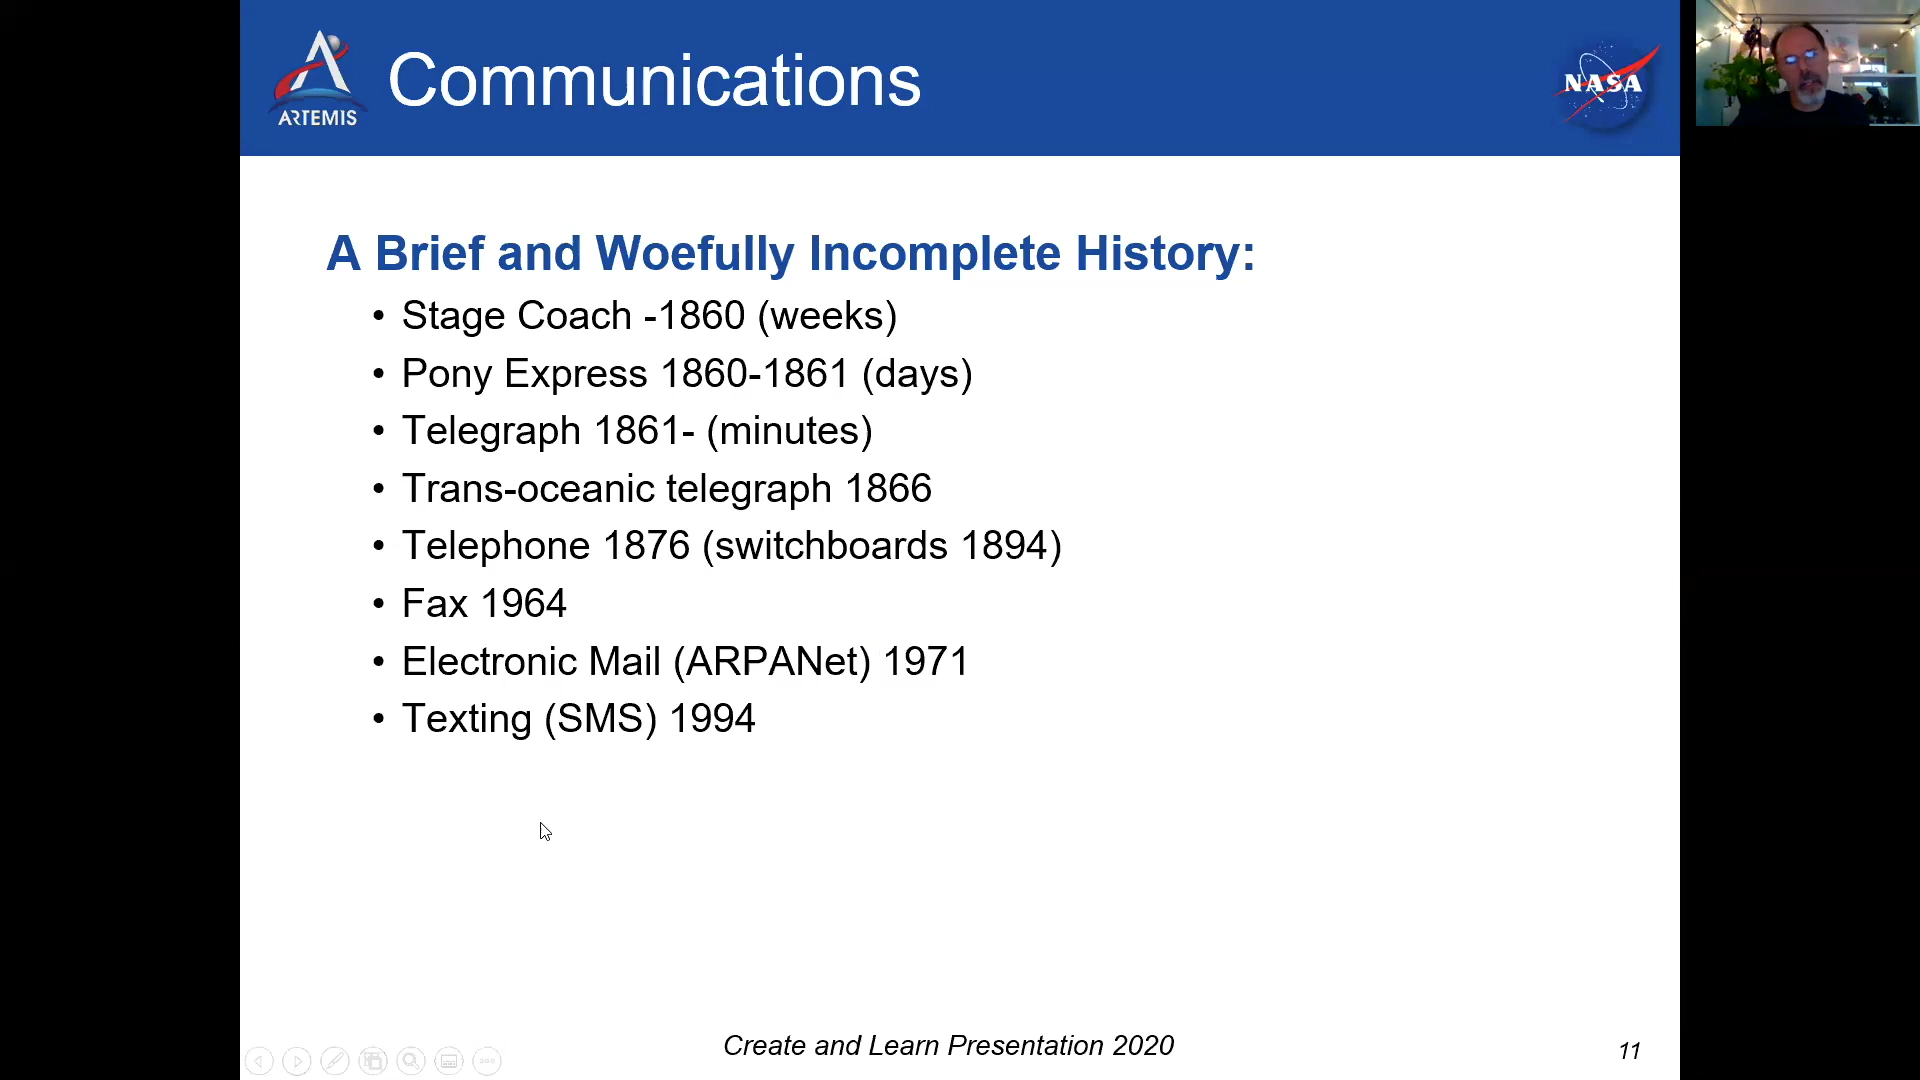 ARTEMIS
Communications
NASA
A Brief and Woefully Incomplete History:
• Stage Coach -1860 (weeks)
• Pony Express 1860-1861 (days)
• Telegraph 1861- (minutes)
• Trans-oceanic telegraph 1866
• Telephone 1876 (switchboards 1894)
• Fax 1964
• Electronic Mail (ARPANet) 1971
• Texting (SMS) 1994
Create and Learn Presentation 2020
11